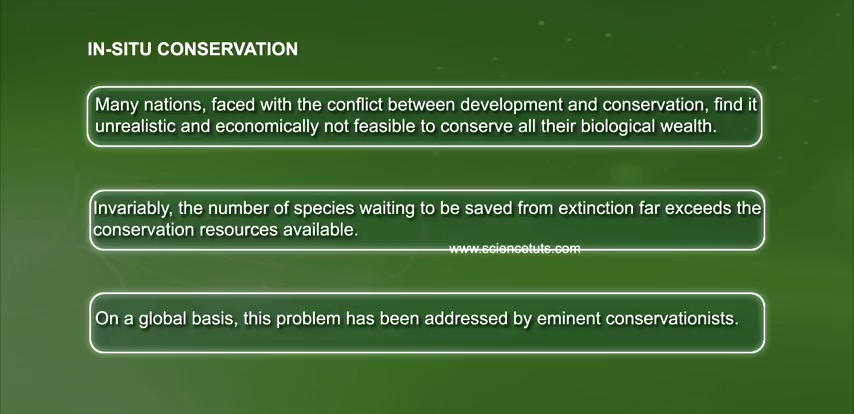 IN-SITU CONSERVATION
Many nations, faced with the conflict between development and conservation, find it
unrealistic and economically not feasible to conserve all their biological wealth.
Invariably, the number of species waiting to be saved from extinction far exceeds the
conservation resources available.
www.sciencetuts.com
On a global basis, this problem has been addressed by eminent conservationists.